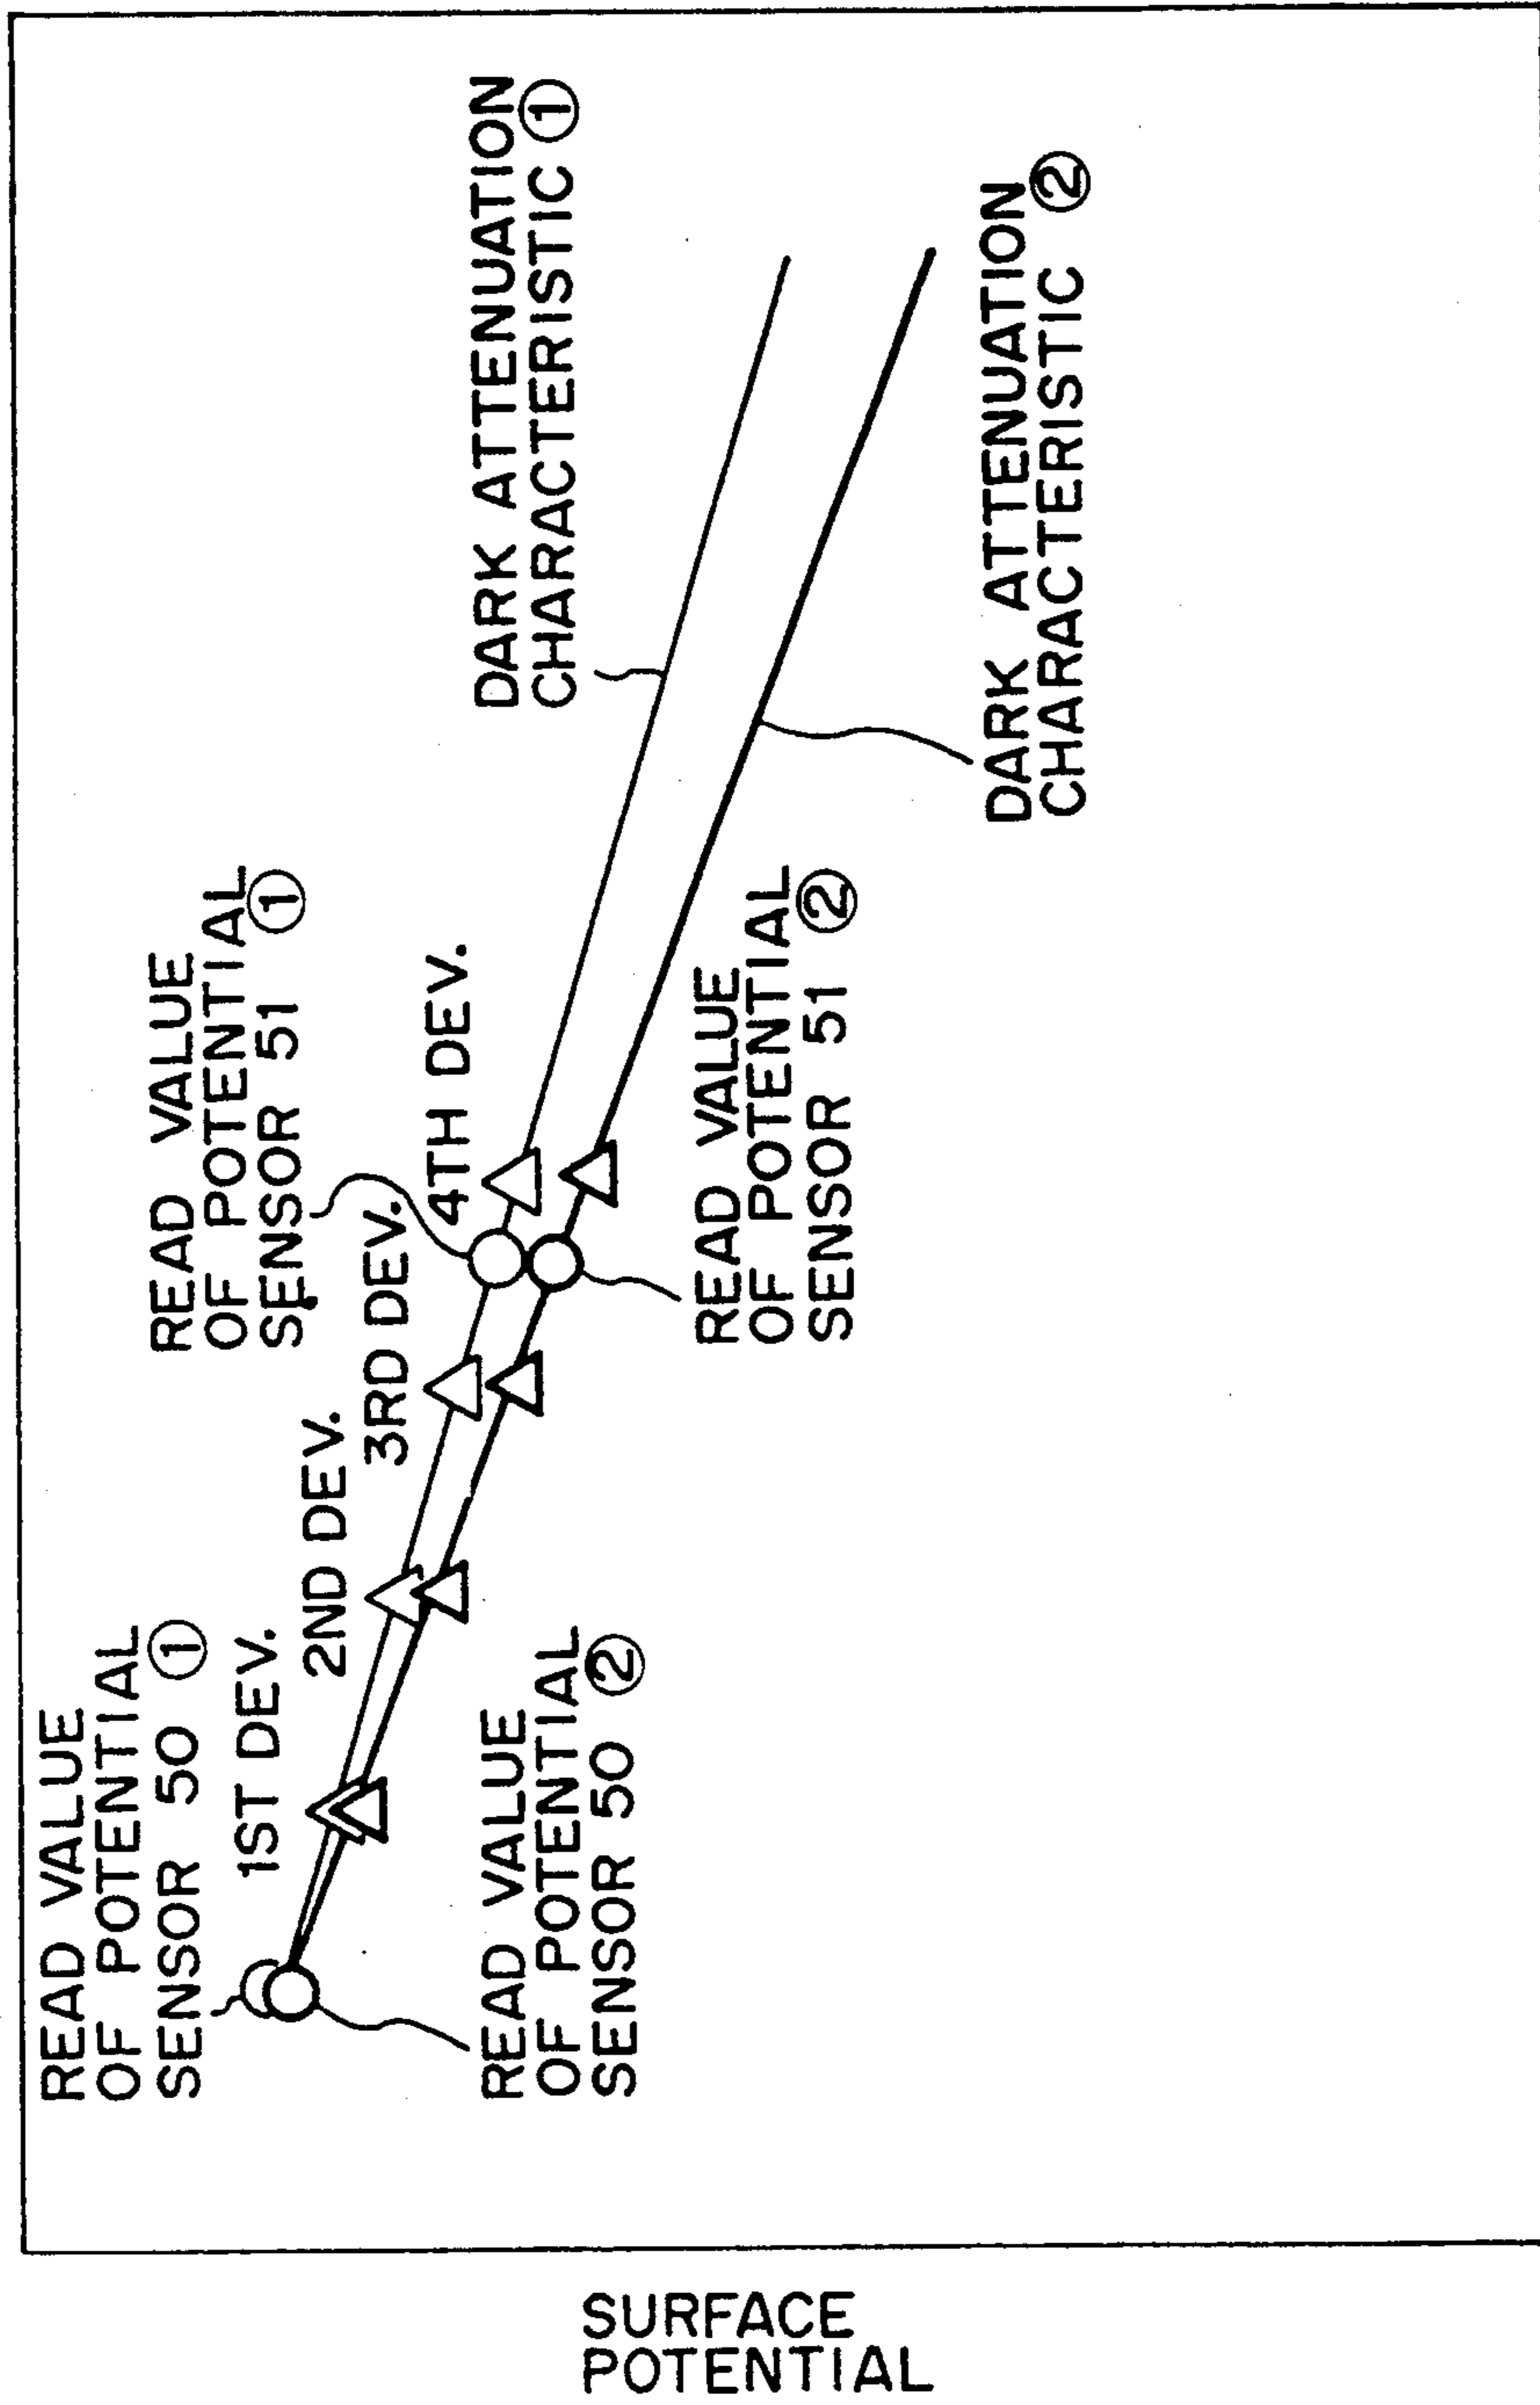 READ VALUE
OF POTENTIAL
SENSOR 50 ①
1ST DEV.
2ND DEV.
3RD DEV.
4TH DEV.
READ VALUE
OF POTENTIAL
SENSOR 51 ①
DARK ATTENUATION
CHARACTERISTIC ①
READ VALUE
OF POTENTIAL
SENSOR 50 ②
READ VALUE
OF POTENTIAL
SENSOR 51 ②
DARK ATTENUATION
CHARACTERISTIC ②
SURFACE
POTENTIAL